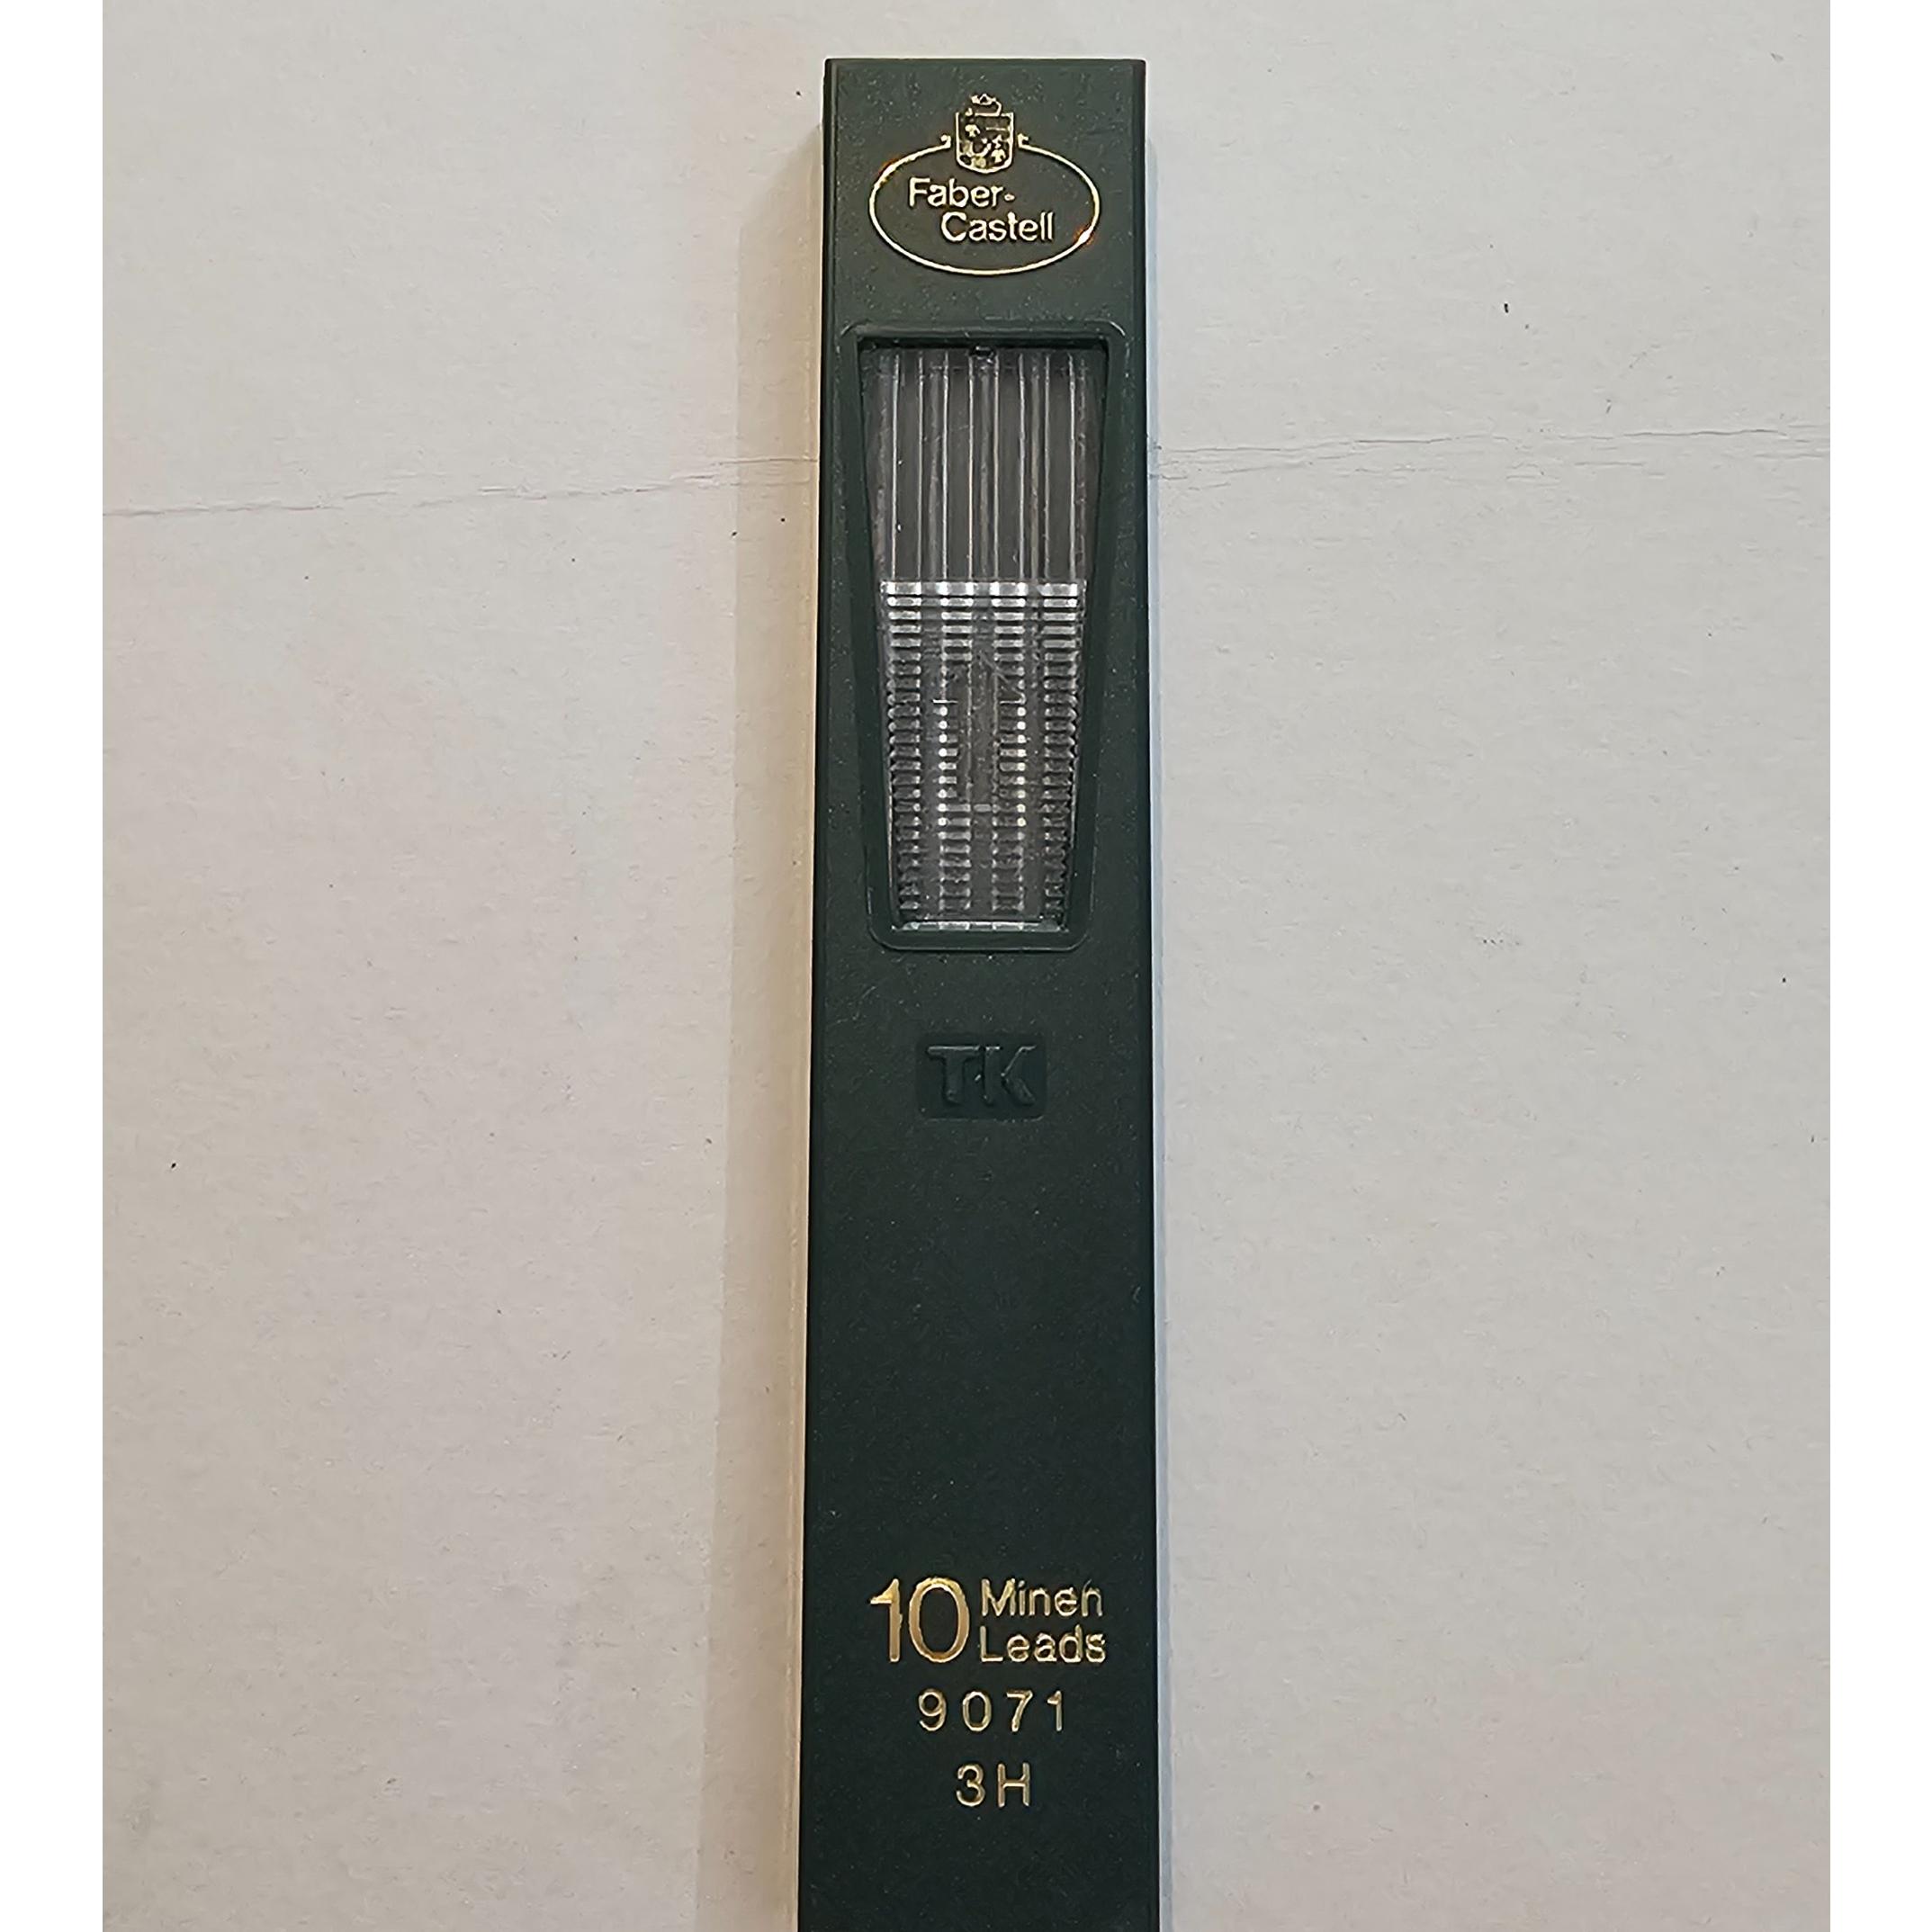 Faber-
Castell
TK
10 Minen
Leads
9071
3H